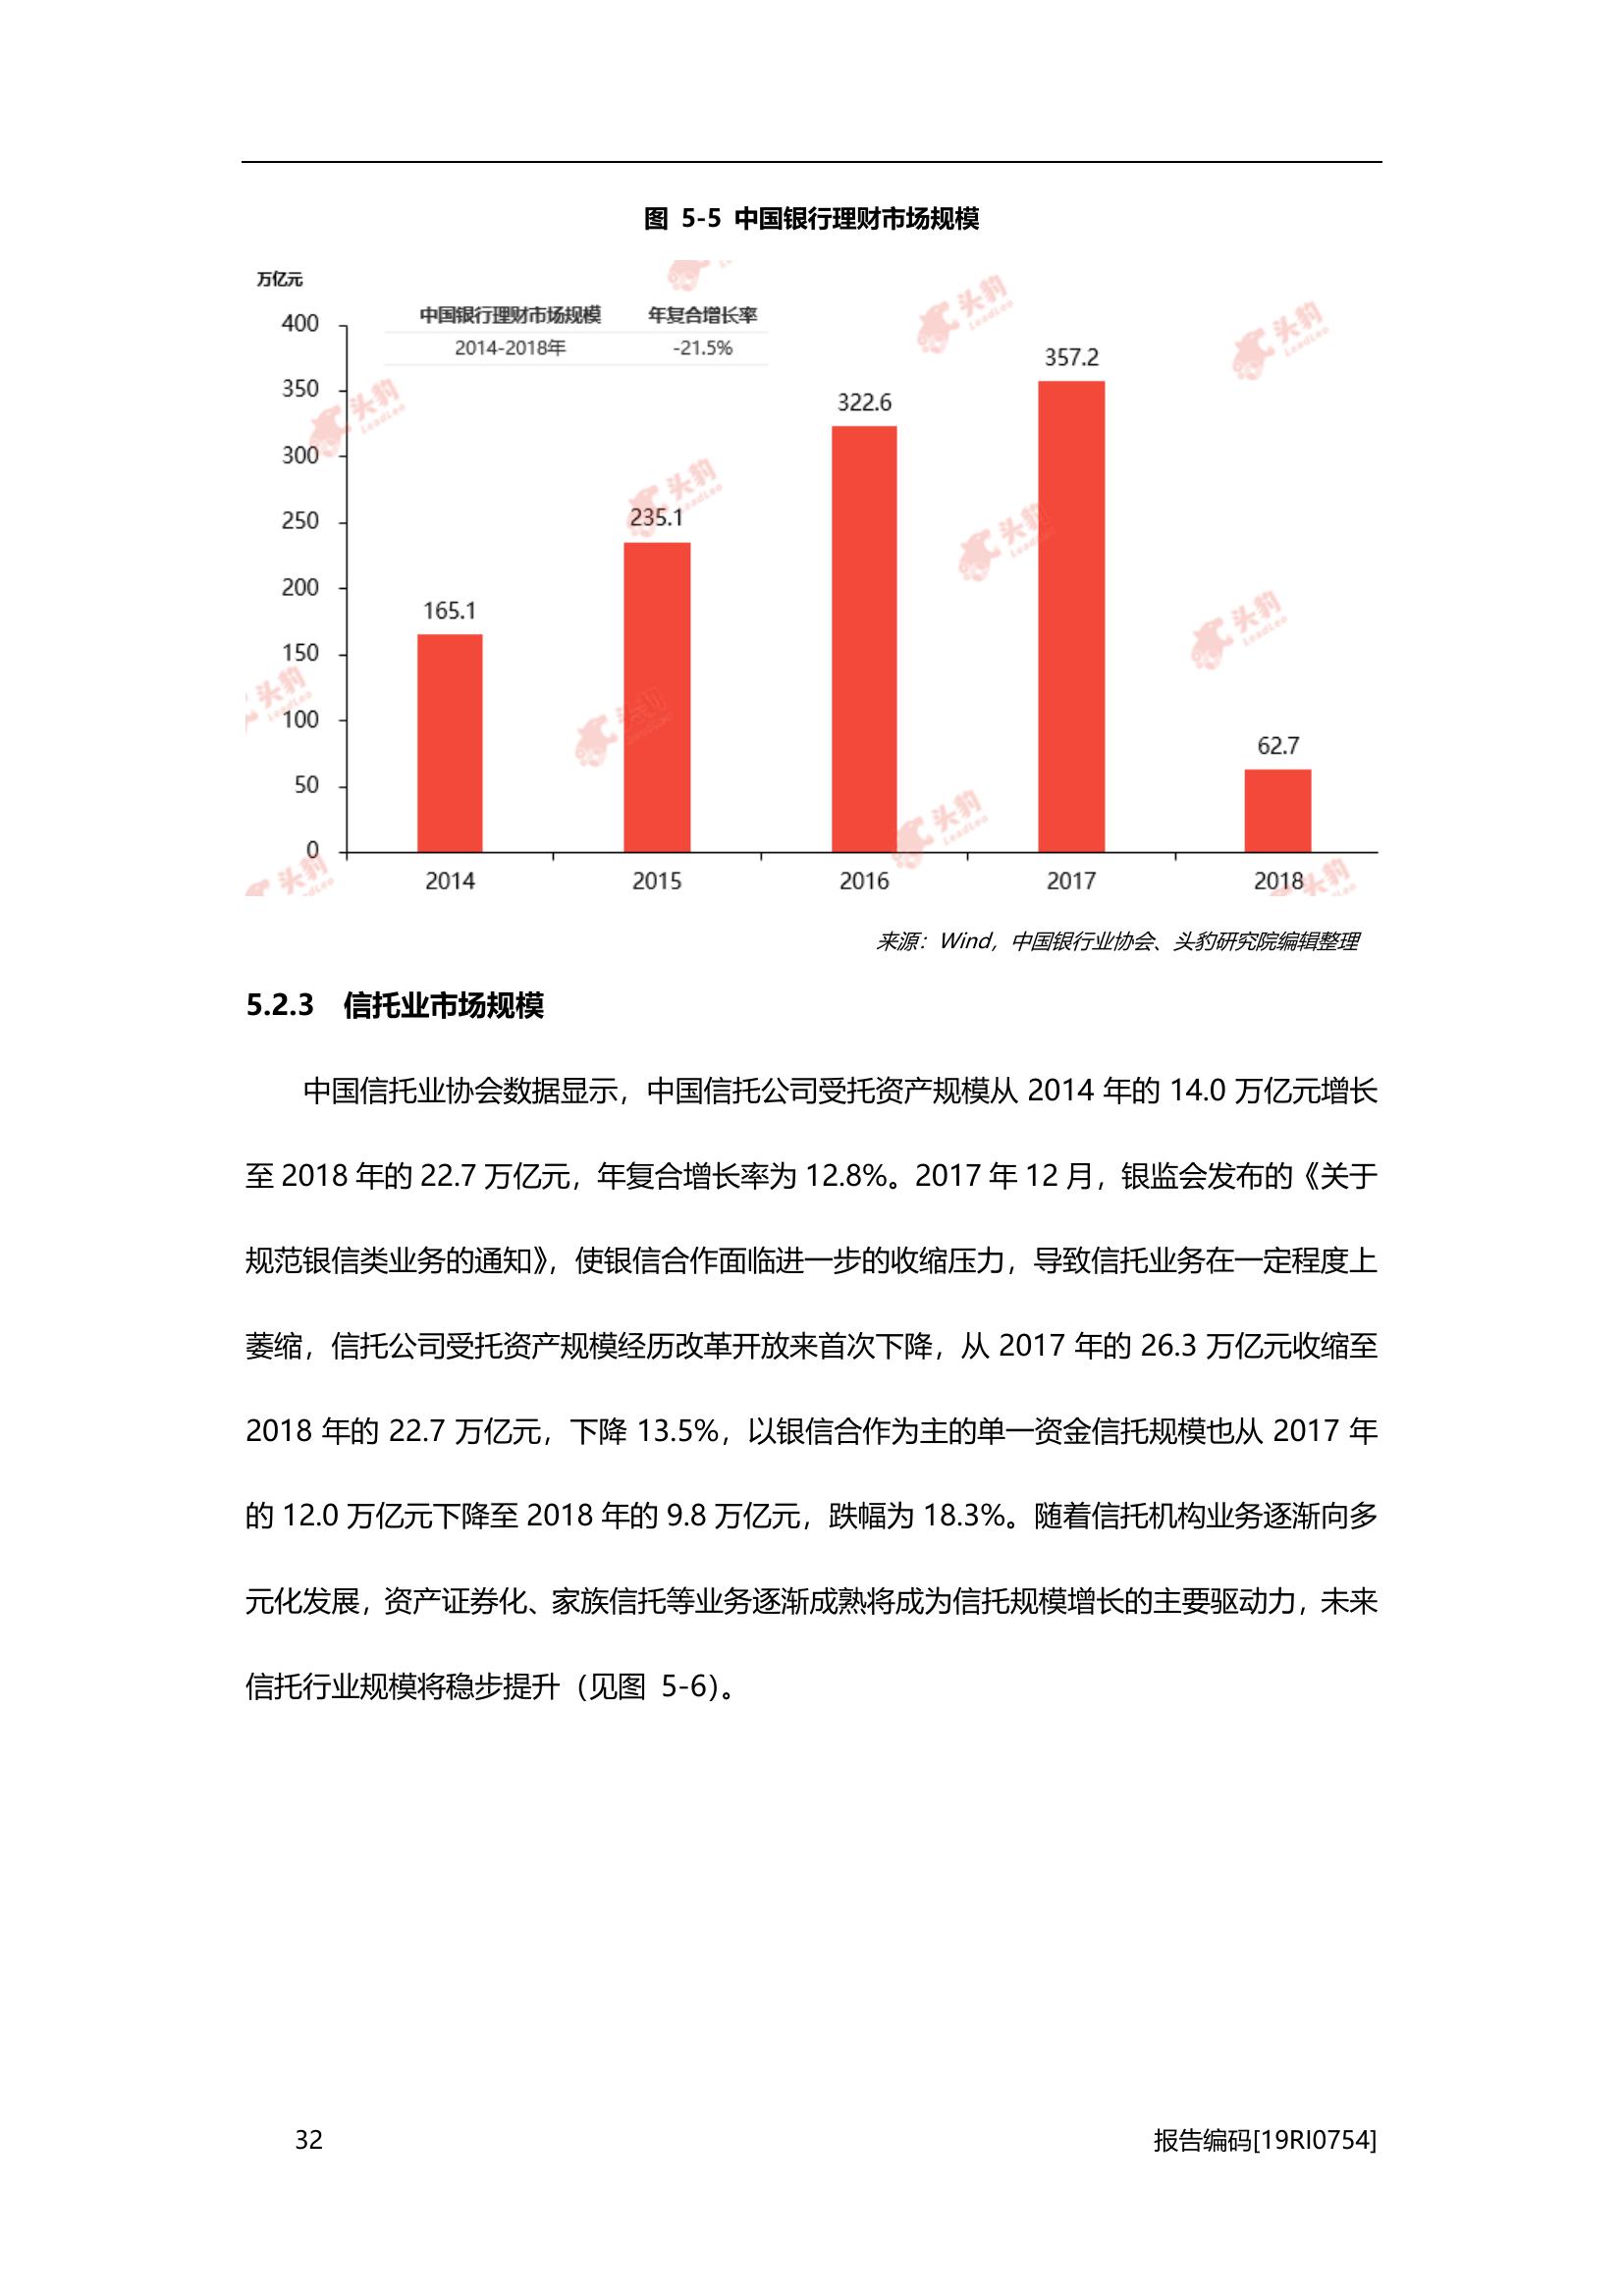 图 5-5 中国银行理财市场规模
万亿元
中国银行理财市场规模 年复合增长率
2014-2018年 -21.5%
400
350
300
250
200
150
100
50
0
165.1
235.1
322.6
357.2
62.7
2014 2015 2016 2017 2018
头豹
LeadLeo
来源：Wind，中国银行业协会、头豹研究院编辑整理
5.2.3 信托业市场规模
中国信托业协会数据显示，中国信托公司受托资产规模从 2014 年的 14.0 万亿元增长
至 2018 年的 22.7 万亿元，年复合增长率为 12.8%。2017 年 12 月，银监会发布的《关于
规范银信类业务的通知》，使银信合作面临进一步的收缩压力，导致信托业务在一定程度上
萎缩，信托公司受托资产规模经历改革开放来首次下降，从 2017 年的 26.3 万亿元收缩至
2018 年的 22.7 万亿元，下降 13.5%，以银信合作为主的单一资金信托规模也从 2017 年
的 12.0 万亿元下降至 2018 年的 9.8 万亿元，跌幅为 18.3%。随着信托机构业务逐渐向多
元化发展，资产证券化、家族信托等业务逐渐成熟将成为信托规模增长的主要驱动力，未来
信托行业规模将稳步提升（见图 5-6）。
32 报告编码[19RI0754]